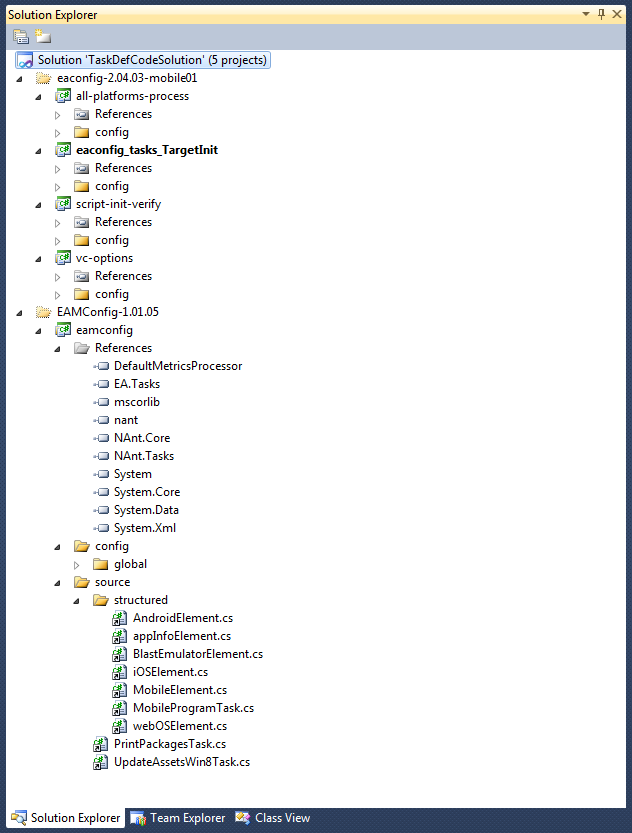 Solution Explorer
Solution 'TaskDefCodeSolution' (5 projects)
eaconfig-2.04.03-mobile01
all-platforms-process
References
config
eaconfig_tasks_TargetInit
References
config
script-init-verify
References
config
vc-options
References
config
EAMConfig-1.01.05
eamconfig
References
DefaultMetricsProcessor
EA.Tasks
mscorlib
nant
NAnt.Core
NAnt.Tasks
System
System.Core
System.Data
System.Xml
config
global
source
structured
AndroidElement.cs
appInfoElement.cs
BlastEmulatorElement.cs
iOSElement.cs
MobileElement.cs
MobileProgramTask.cs
webOSElement.cs
PrintPackagesTask.cs
UpdateAssetsWin8Task.cs
Solution Explorer Team Explorer Class View